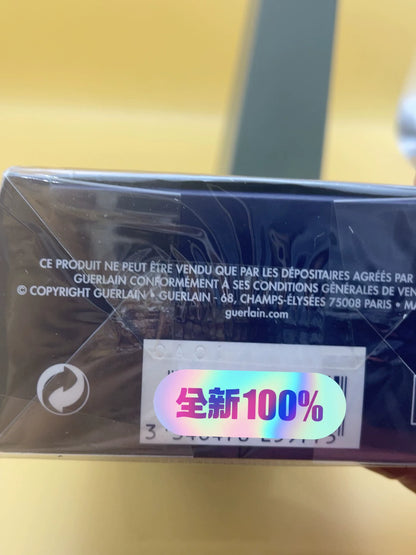 CE PRODUIT NE PEUT ÊTRE VENDU QUE PAR LES DÉPOSITAIRES AGRÉÉS PAR
GUERLAIN CONFORMÉMENT À SES CONDITIONS GÉNÉRALES DE VEN
© COPYRIGHT GUERLAIN • GUERLAIN - 68, CHAMPS-ÉLYSÉES 75008 PARIS • MA
guerlain.com
全新100%
3